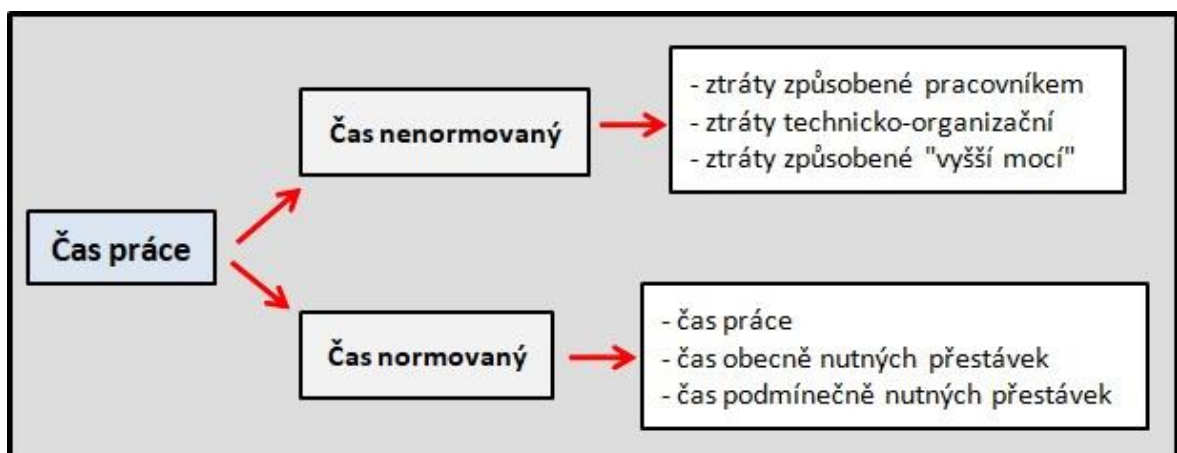 Čas práce
Čas nenormovaný
- ztráty způsobené pracovníkem
- ztráty technicko-organizační
- ztráty způsobené "vyšší mocí"
Čas normovaný
- čas práce
- čas obecně nutných přestávek
- čas podmínečně nutných přestávek